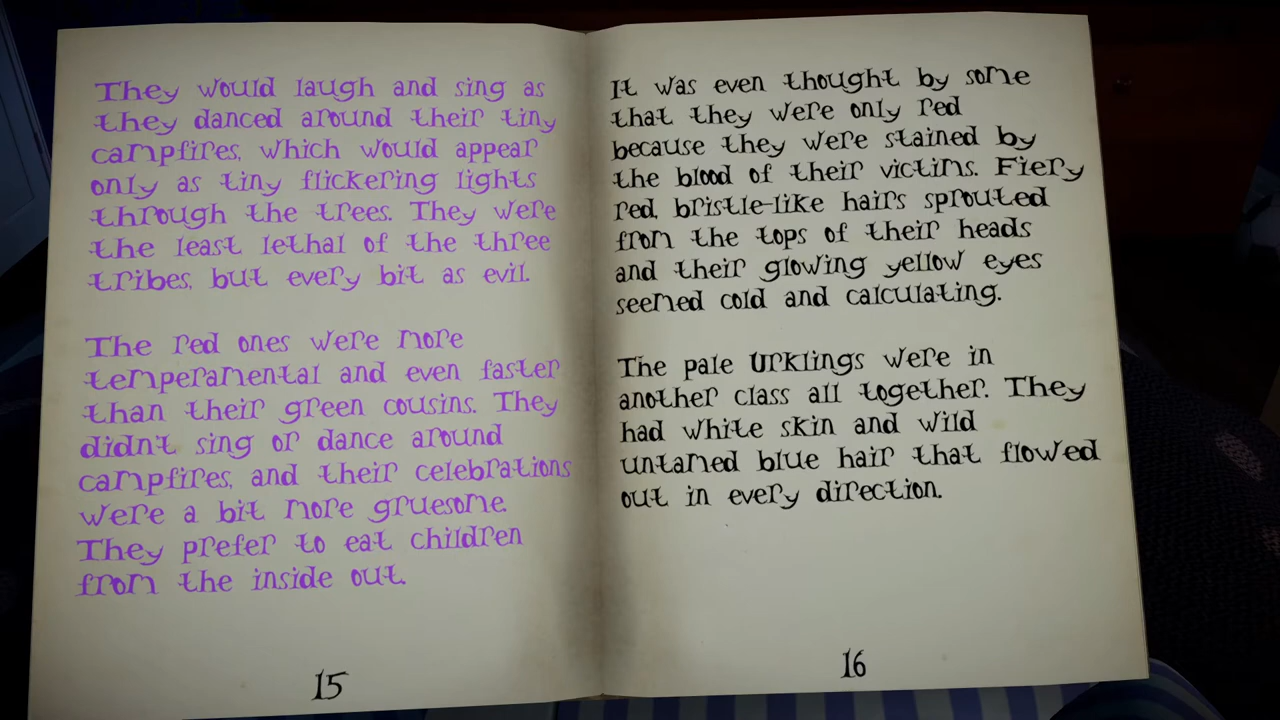 They would laugh and sing as
they danced around their tiny
campfires, which would appear
only as tiny flickering lights
through the trees. They were
the least lethal of the three
tribes, but every bit as evil.
The red ones were more
temperamental and even faster
than their green cousins. They
didn't sing or dance around
campfires, and their celebrations
were a bit more gruesome.
They prefer to eat children
from the inside out.
15
It was even thought by some
that they were only red
because they were stained by
the blood of their victims. Fiery
red, bristle-like hairs sprouted
from the tops of their heads
and their glowing yellow eyes
seemed cold and calculating.
The pale Urklings were in
another class all together. They
had white skin and wild
untamed blue hair that flowed
out in every direction.
16